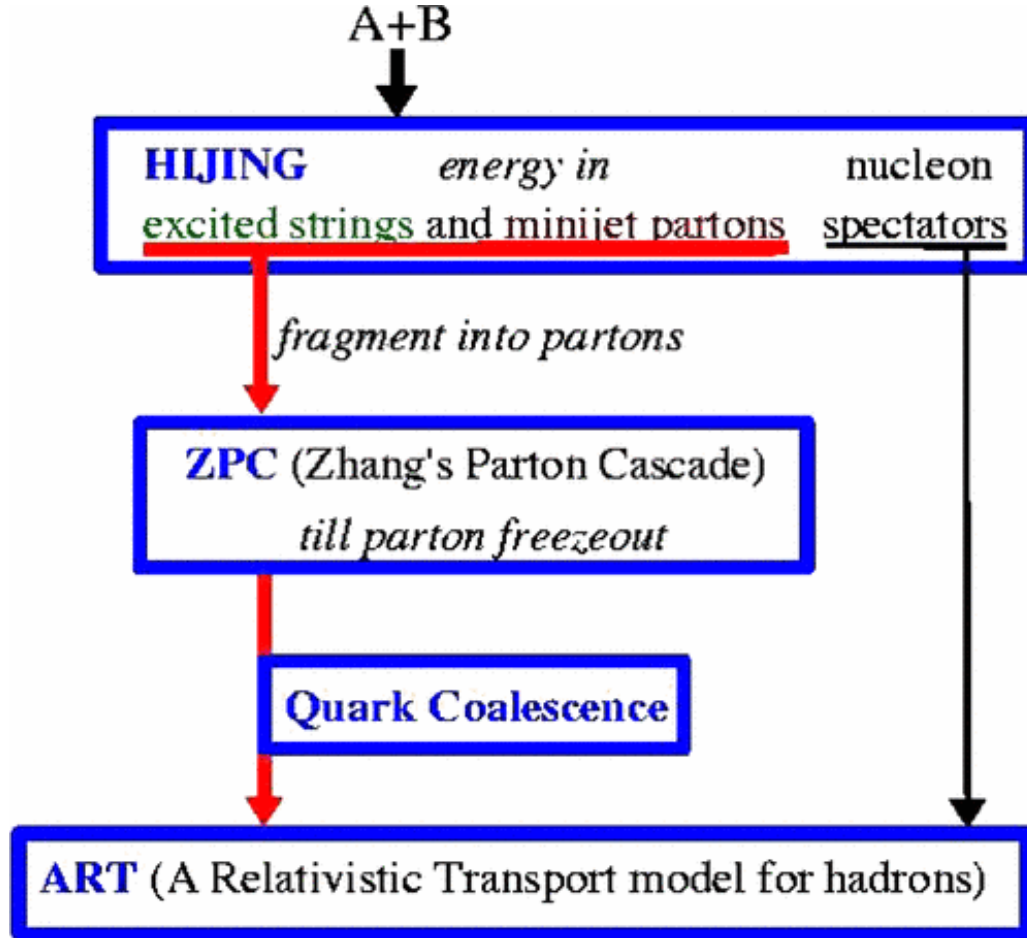 A+B
HIJING energy in nucleon
excited strings and minijet partons spectators
fragment into partons
ZPC (Zhang's Parton Cascade)
till parton freezeout
Quark Coalescence
ART (A Relativistic Transport model for hadrons)